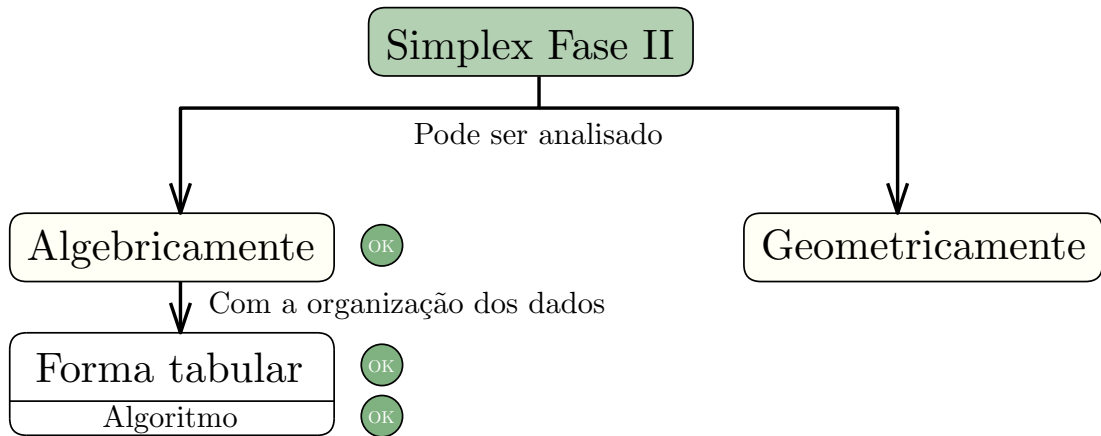 Simplex Fase II
Pode ser analisado
Algebricamente
OK
Geometricamente
Com a organização dos dados
Forma tabular
OK
Algoritmo
OK